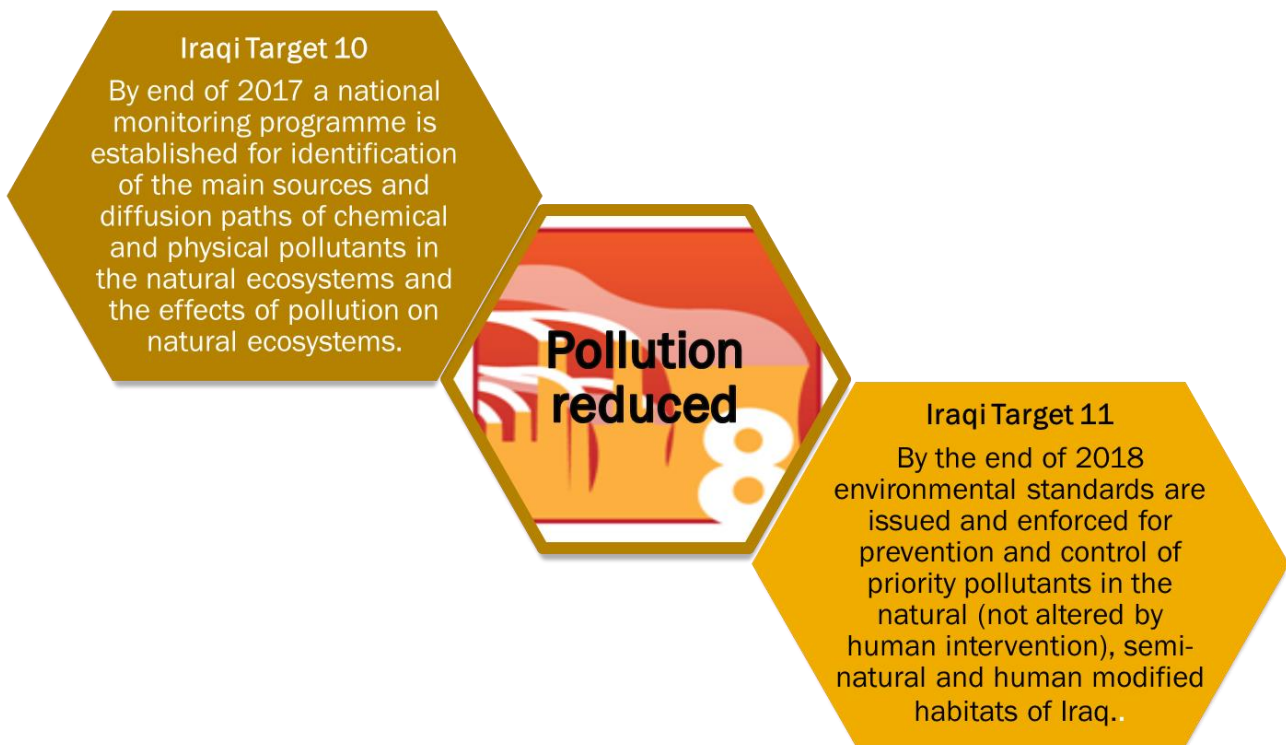 Iraqi Target 10
By end of 2017 a national
monitoring programme is
established for identification
of the main sources and
diffusion paths of chemical
and physical pollutants in
the natural ecosystems and
the effects of pollution on
natural ecosystems.
Pollution
reduced
8
Iraqi Target 11
By the end of 2018
environmental standards are
issued and enforced for
prevention and control of
priority pollutants in the
natural (not altered by
human intervention), semi-
natural and human modified
habitats of Iraq..